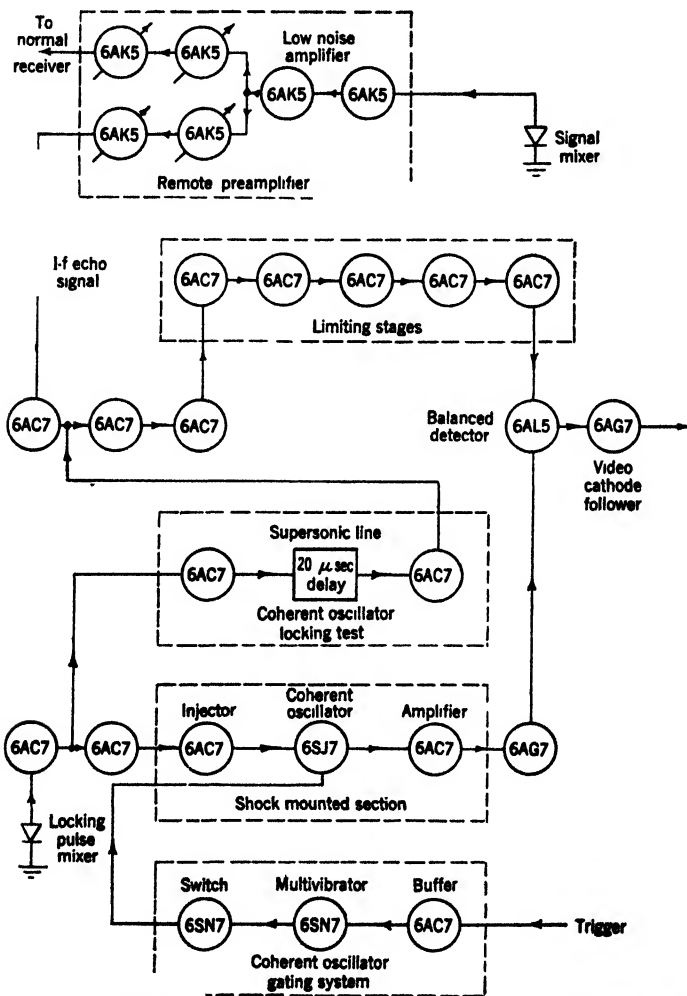 To
normal
receiver
6AK5
6AK5
Low noise
amplifier
6AK5
6AK5
6AK5
6AK5
Signal
mixer
Remote preamplifier
I-f echo
signal
6AC7
6AC7
6AC7
6AC7
6AC7
Limiting stages
6AC7
6AC7
6AC7
Balanced
detector
6AL5
6AG7
Video
cathode
follower
Supersonic line
6AC7
20 μsec
delay
6AC7
Coherent oscillator
locking test
Injector
Coherent
oscillator
Amplifier
6AC7
6AC7
6AC7
6SJ7
6AC7
6AG7
Shock mounted section
Locking
pulse
mixer
Switch
Multivibrator
Buffer
6SN7
6SN7
6AC7
Trigger
Coherent oscillator
gating system